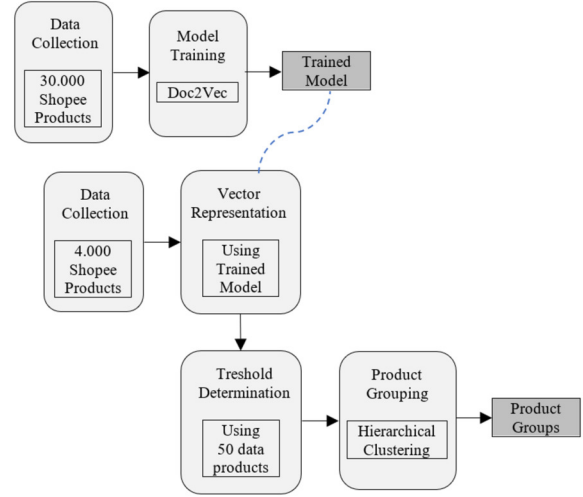 Data
Collection
30.000
Shopee
Products
Model
Training
Doc2Vec
Trained
Model
Data
Collection
4.000
Shopee
Products
Vector
Representation
Using
Trained
Model
Treshold
Determination
Using
50 data
products
Product
Grouping
Hierarchical
Clustering
Product
Groups